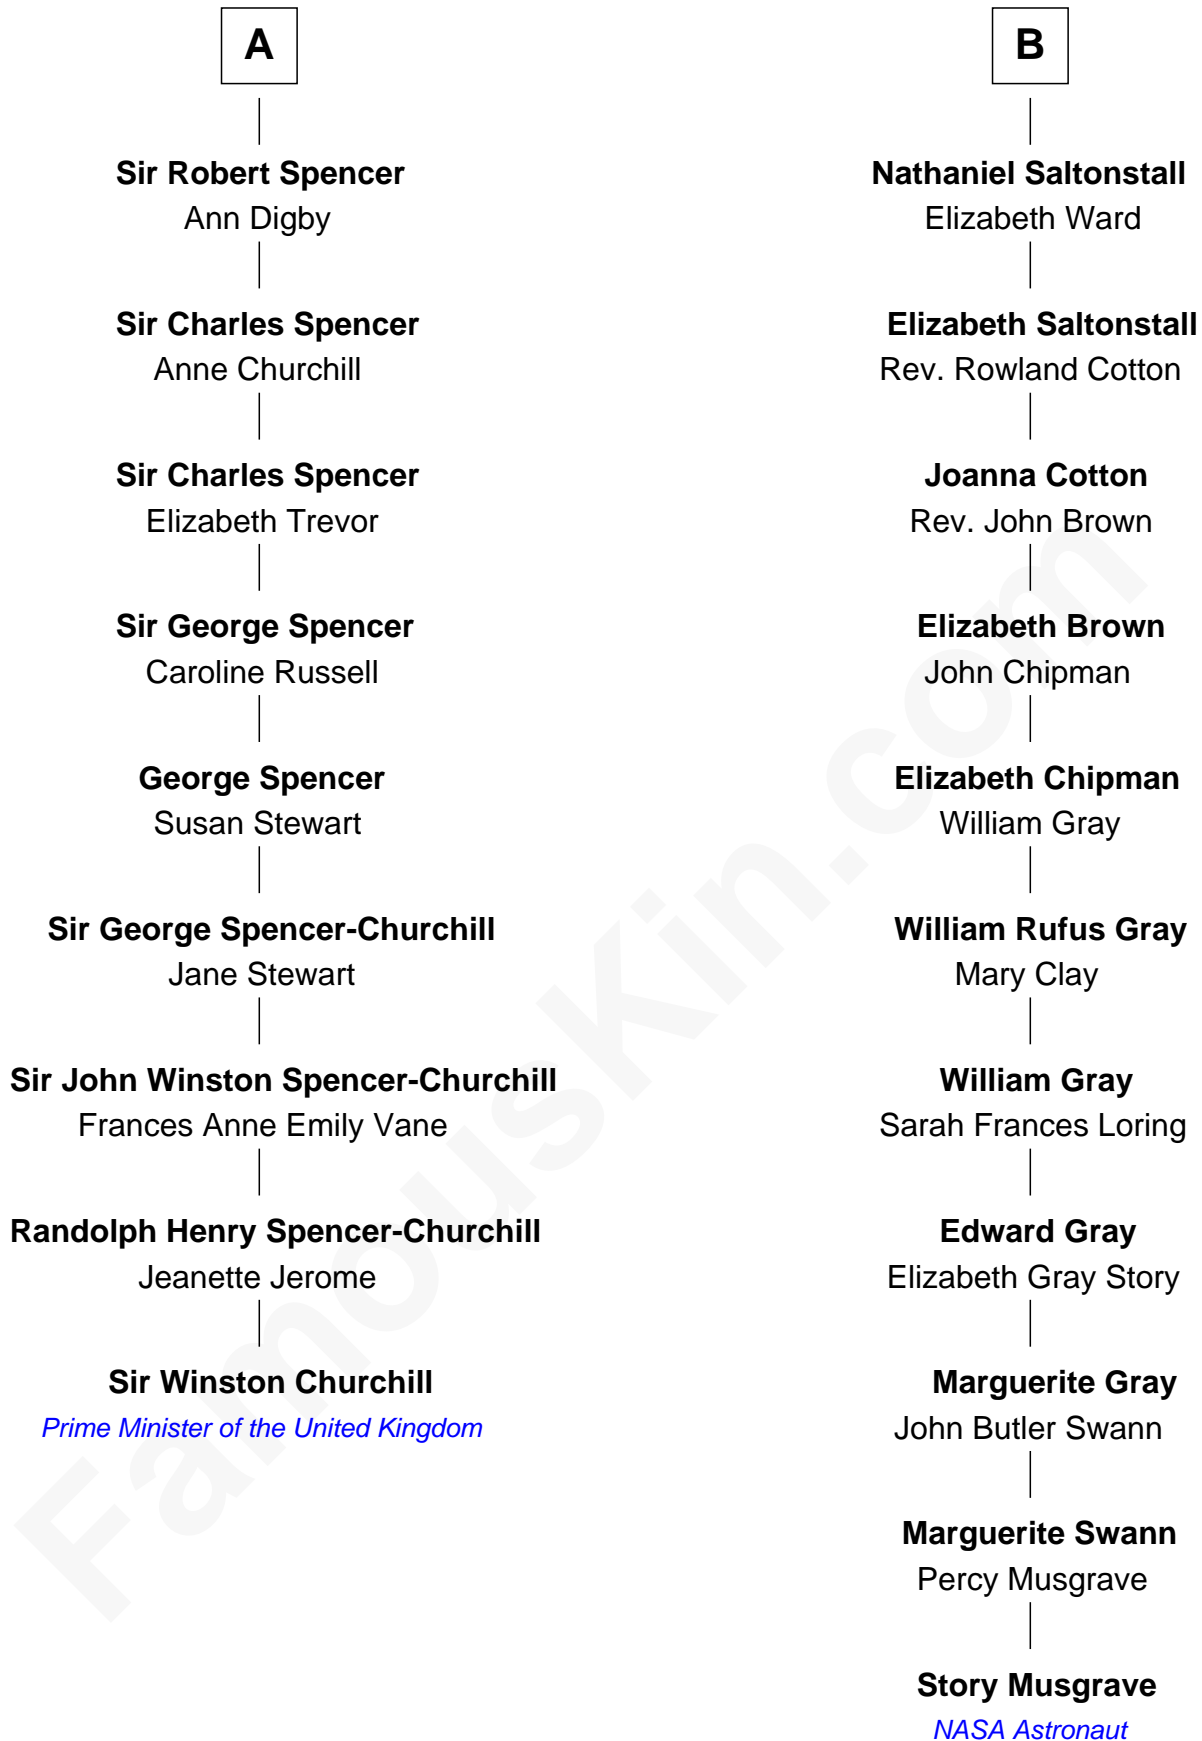 A
Sir Robert Spencer
Ann Digby
Sir Charles Spencer
Anne Churchill
Sir Charles Spencer
Elizabeth Trevor
Sir George Spencer
Caroline Russell
George Spencer
Susan Stewart
Sir George Spencer-Churchill
Jane Stewart
Sir John Winston Spencer-Churchill
Frances Anne Emily Vane
Randolph Henry Spencer-Churchill
Jeanette Jerome
Sir Winston Churchill
Prime Minister of the United Kingdom
B
Nathaniel Saltonstall
Elizabeth Ward
Elizabeth Saltonstall
Rev. Rowland Cotton
Joanna Cotton
Rev. John Brown
Elizabeth Brown
John Chipman
Elizabeth Chipman
William Gray
William Rufus Gray
Mary Clay
William Gray
Sarah Frances Loring
Edward Gray
Elizabeth Gray Story
Marguerite Gray
John Butler Swann
Marguerite Swann
Percy Musgrave
Story Musgrave
NASA Astronaut
FamousKin.com